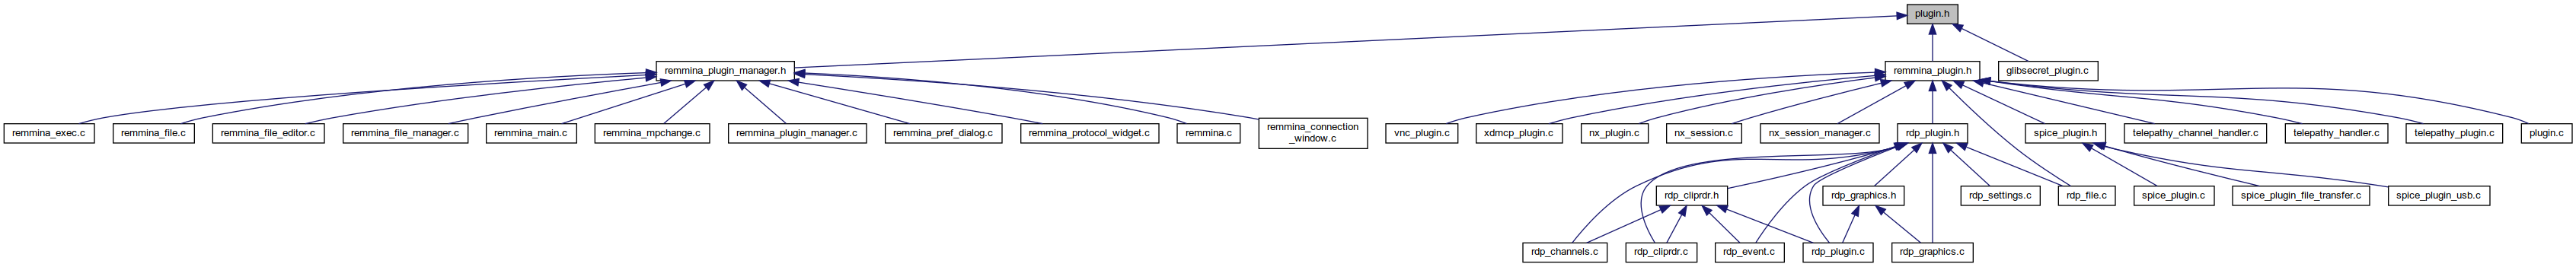 plugin.h
remmina_plugin_manager.h
remmina_plugin.h
glibsecret_plugin.c
remmina_exec.c
remmina_file.c
remmina_file_editor.c
remmina_file_manager.c
remmina_main.c
remmina_mpchange.c
remmina_plugin_manager.c
remmina_pref_dialog.c
remmina_protocol_widget.c
remmina.c
remmina_connection
_window.c
vnc_plugin.c
xdmcp_plugin.c
nx_plugin.c
nx_session.c
nx_session_manager.c
rdp_plugin.h
spice_plugin.h
telepathy_channel_handler.c
telepathy_handler.c
telepathy_plugin.c
plugin.c
rdp_cliprdr.h
rdp_graphics.h
rdp_settings.c
rdp_file.c
spice_plugin.c
spice_plugin_file_transfer.c
spice_plugin_usb.c
rdp_channels.c
rdp_cliprdr.c
rdp_event.c
rdp_plugin.c
rdp_graphics.c